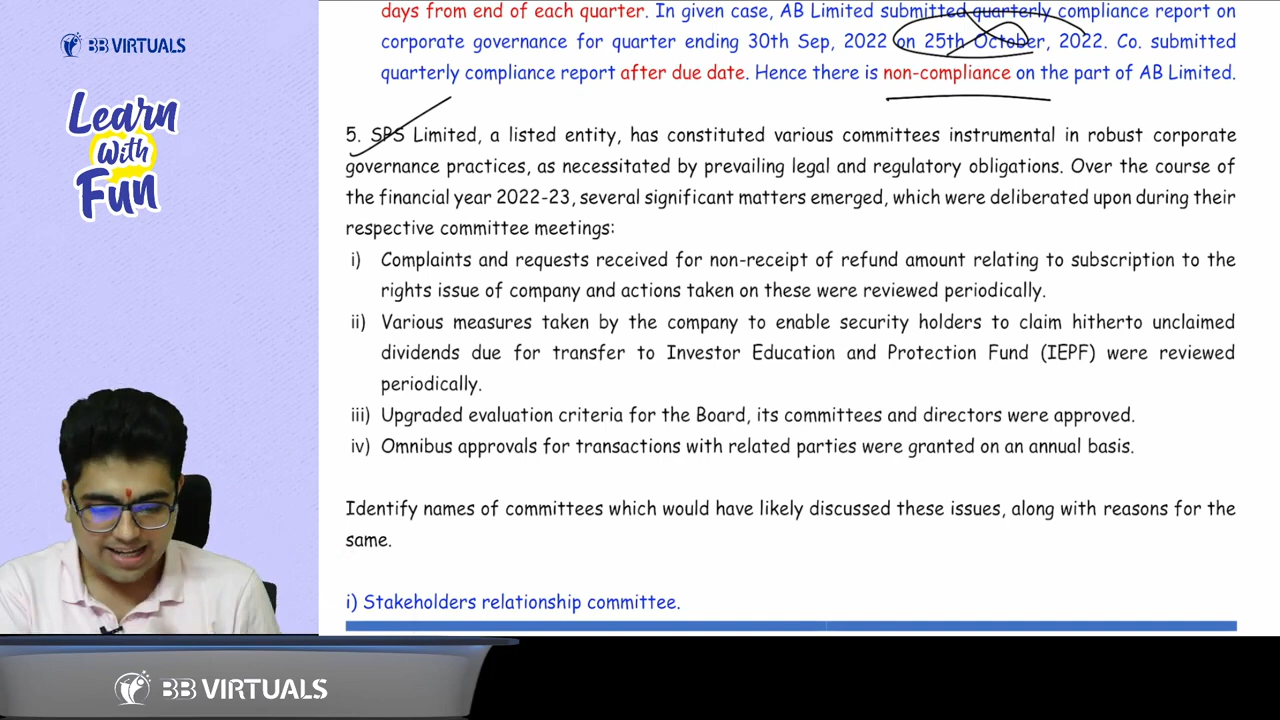 days from end of each quarter. In given case, AB Limited submitted quarterly compliance report on
corporate governance for quarter ending 30th Sep, 2022 on 25th October, 2022. Co. submitted
quarterly compliance report after due date. Hence there is non-compliance on the part of AB Limited.
BB VIRTUALS
Learn
with
Fun
5. SPS Limited, a listed entity, has constituted various committees instrumental in robust corporate
governance practices, as necessitated by prevailing legal and regulatory obligations. Over the course of
the financial year 2022-23, several significant matters emerged, which were deliberated upon during their
respective committee meetings:
i) Complaints and requests received for non-receipt of refund amount relating to subscription to the
rights issue of company and actions taken on these were reviewed periodically.
ii) Various measures taken by the company to enable security holders to claim hitherto unclaimed
dividends due for transfer to Investor Education and Protection Fund (IEPF) were reviewed
periodically.
iii) Upgraded evaluation criteria for the Board, its committees and directors were approved.
iv) Omnibus approvals for transactions with related parties were granted on an annual basis.
Identify names of committees which would have likely discussed these issues, along with reasons for the
same.
i) Stakeholders relationship committee.
BB VIRTUALS